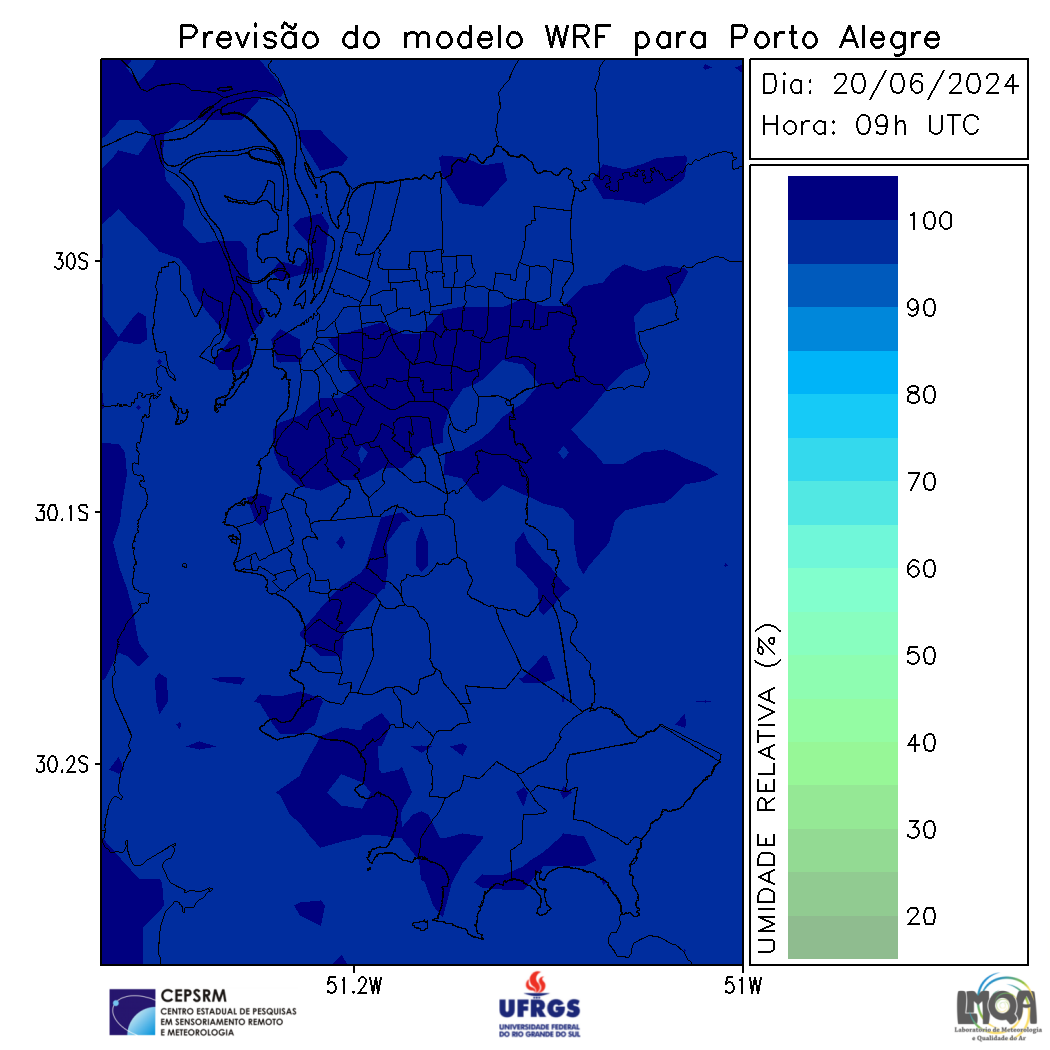 Previsão do modelo WRF para Porto Alegre
Dia: 20/06/2024
Hora: 09h UTC
30S
30.1S
30.2S
51.2W
51W
100
90
80
70
60
50
40
30
20
UMIDADE RELATIVA (%)
CEPSRM
CENTRO ESTADUAL DE PESQUISAS
EM SENSORIAMENTO REMOTO
E METEOROLOGIA
UFRGS
UNIVERSIDADE FEDERAL
DO RIO GRANDE DO SUL
LMQA
Laboratório de Meteorologia
e Qualidade do Ar